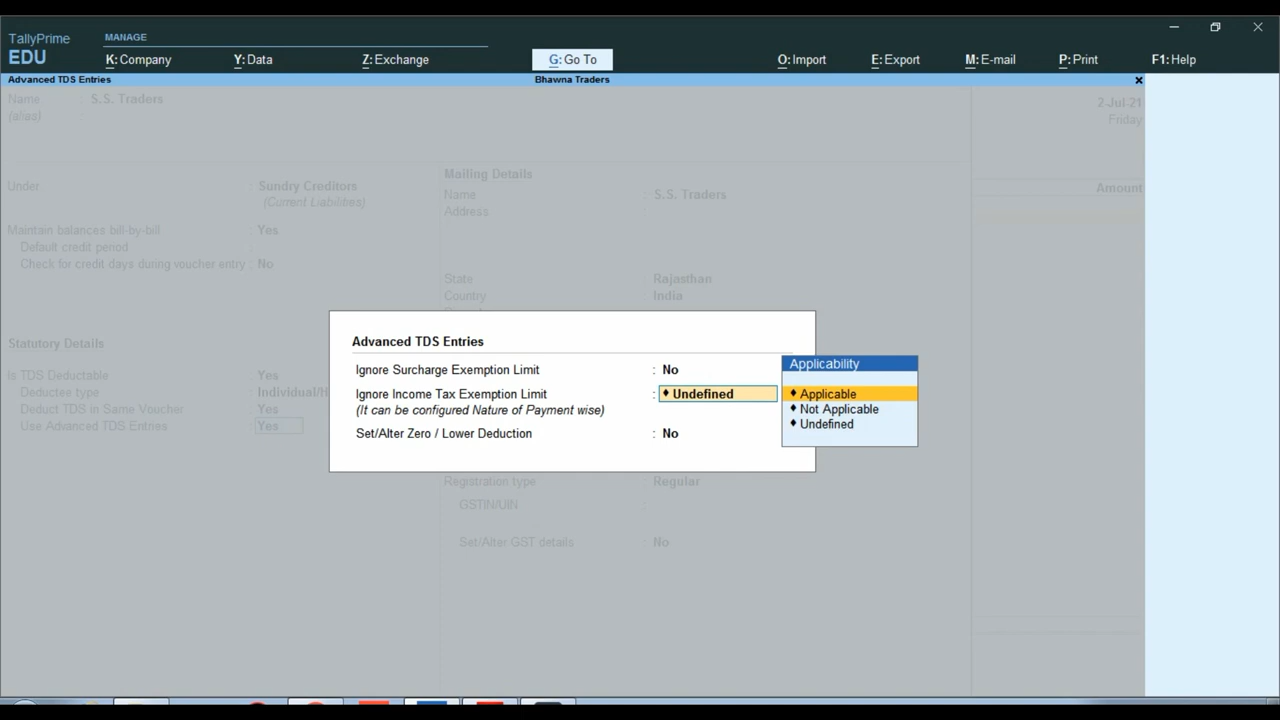 TallyPrime
EDU
MANAGE
K: Company
Y: Data
Z: Exchange
G: Go To
O: Import
E: Export
M: E-mail
P: Print
F1: Help
Advanced TDS Entries
Bhawna Traders
Name : S.S. Traders
(alias) :
2-Jul-21
Friday
Under : Sundry Creditors
(Current Liabilities)
Maintain balances bill-by-bill : Yes
Default credit period :
Check for credit days during voucher entry : No
Mailing Details
Name : S.S. Traders
Address :
State : Rajasthan
Country : India
Amount
Statutory Details
Is TDS Deductable : Yes
Deductee type : Individual/H
Deduct TDS in Same Voucher : Yes
Use Advanced TDS Entries : Yes
Advanced TDS Entries
Ignore Surcharge Exemption Limit : No
Ignore Income Tax Exemption Limit : ♦ Undefined
(It can be configured Nature of Payment wise)
Set/Alter Zero / Lower Deduction : No
Applicability
♦ Applicable
♦ Not Applicable
♦ Undefined
Registration type : Regular
GSTIN/UIN :
Set/Alter GST details : No